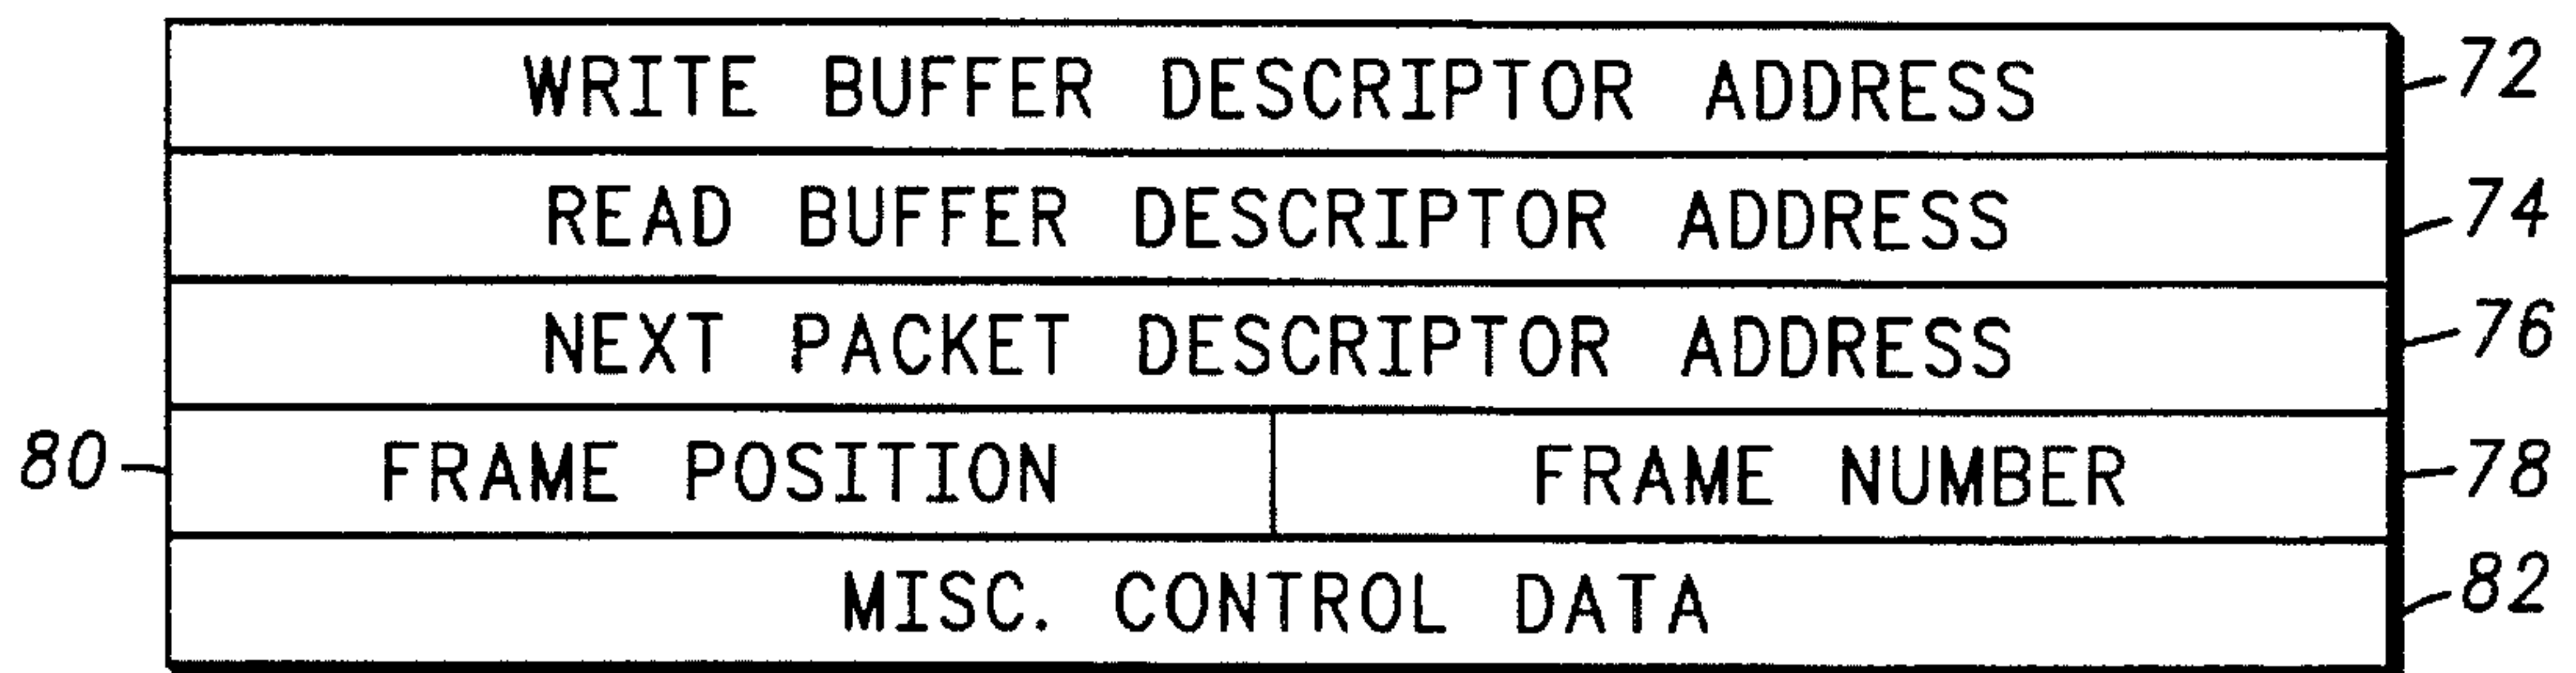 WRITE BUFFER DESCRIPTOR ADDRESS 72
READ BUFFER DESCRIPTOR ADDRESS 74
NEXT PACKET DESCRIPTOR ADDRESS 76
80 FRAME POSITION FRAME NUMBER 78
MISC. CONTROL DATA 82